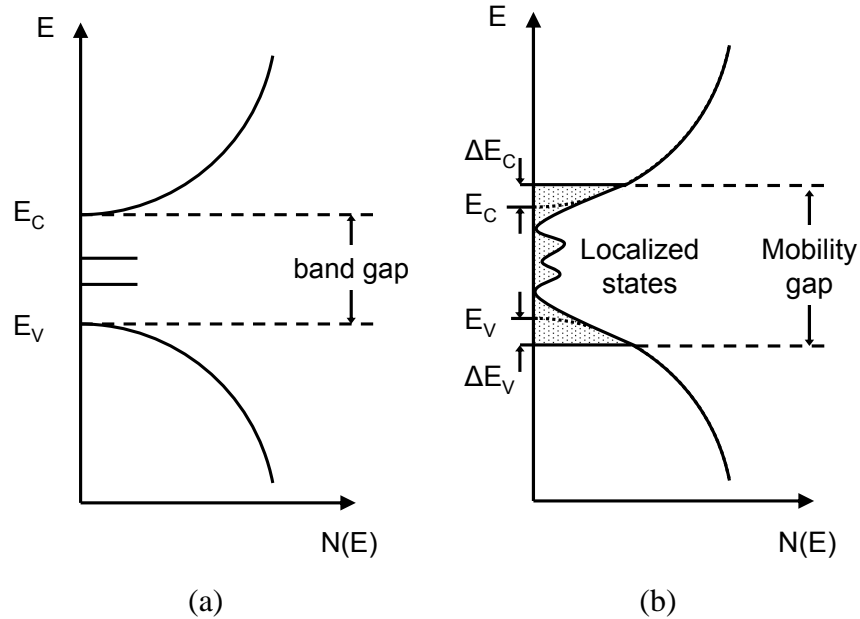 E
E_C
band gap
E_V
N(E)
(a)
E
ΔE_C
E_C
Localized
states
Mobility
gap
E_V
ΔE_V
N(E)
(b)